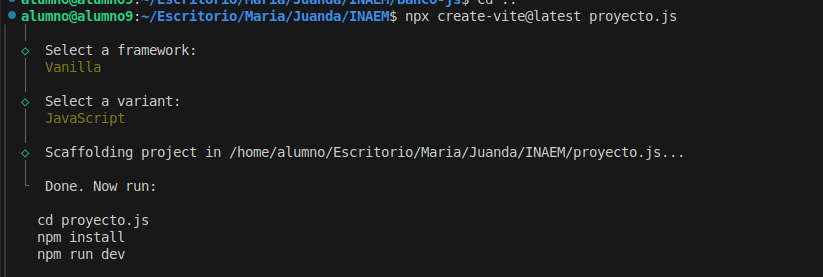 alumno@alumno9:~/Escritorio/Maria/Juanda/INAEM/banco-js$ cd ..
alumno@alumno9:~/Escritorio/Maria/Juanda/INAEM$ npx create-vite@latest proyecto.js
Select a framework:
Vanilla
Select a variant:
JavaScript
Scaffolding project in /home/alumno/Escritorio/Maria/Juanda/INAEM/proyecto.js...
Done. Now run:
cd proyecto.js
npm install
npm run dev